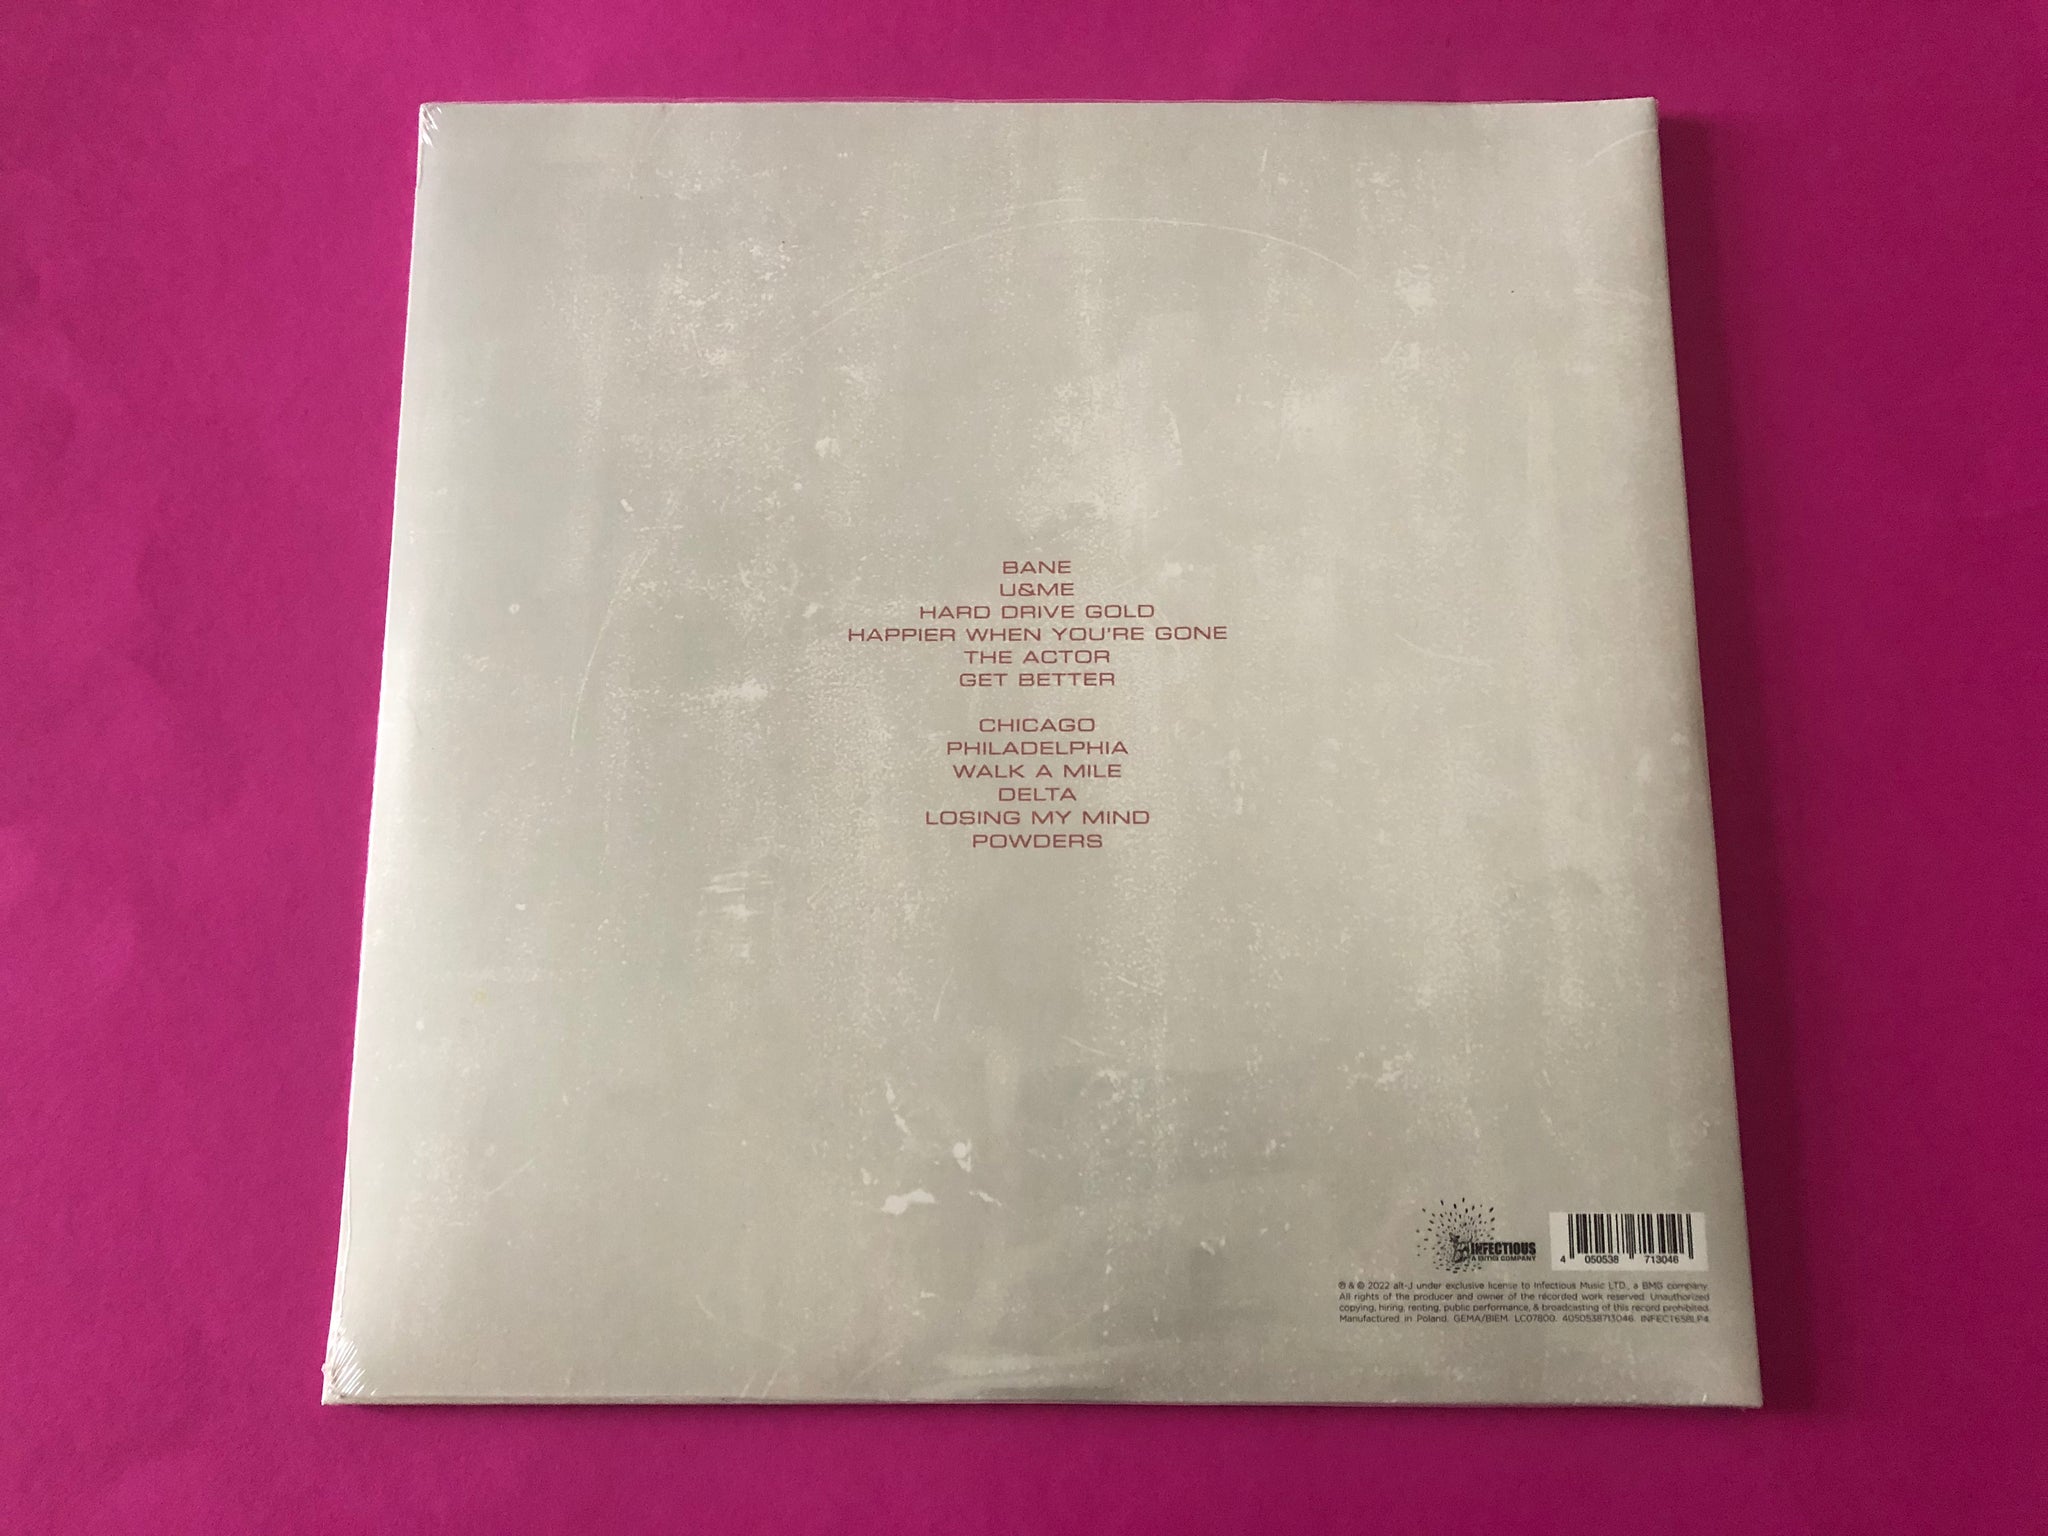 BANE
U&ME
HARD DRIVE GOLD
HAPPIER WHEN YOU'RE GONE
THE ACTOR
GET BETTER
CHICAGO
PHILADELPHIA
WALK A MILE
DELTA
LOSING MY MIND
POWDERS
INFECTIOUS
A BMG COMPANY
4 050538 713046
℗ & © 2022 alt-J under exclusive license to Infectious Music LTD., a BMG company.
All rights of the producer and owner of the recorded work reserved. Unauthorized
copying, hiring, renting, public performance, & broadcasting of this record prohibited.
Manufactured in Poland. GEMA/BIEM. LC07800. 4050538713046. INFECT658LP4.